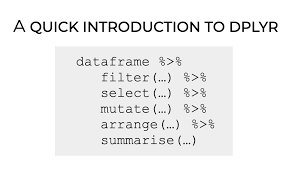 A QUICK INTRODUCTION TO DPLYR
dataframe %>%
filter(…) %>%
select(…) %>%
mutate(…) %>%
arrange(…) %>%
summarise(…)